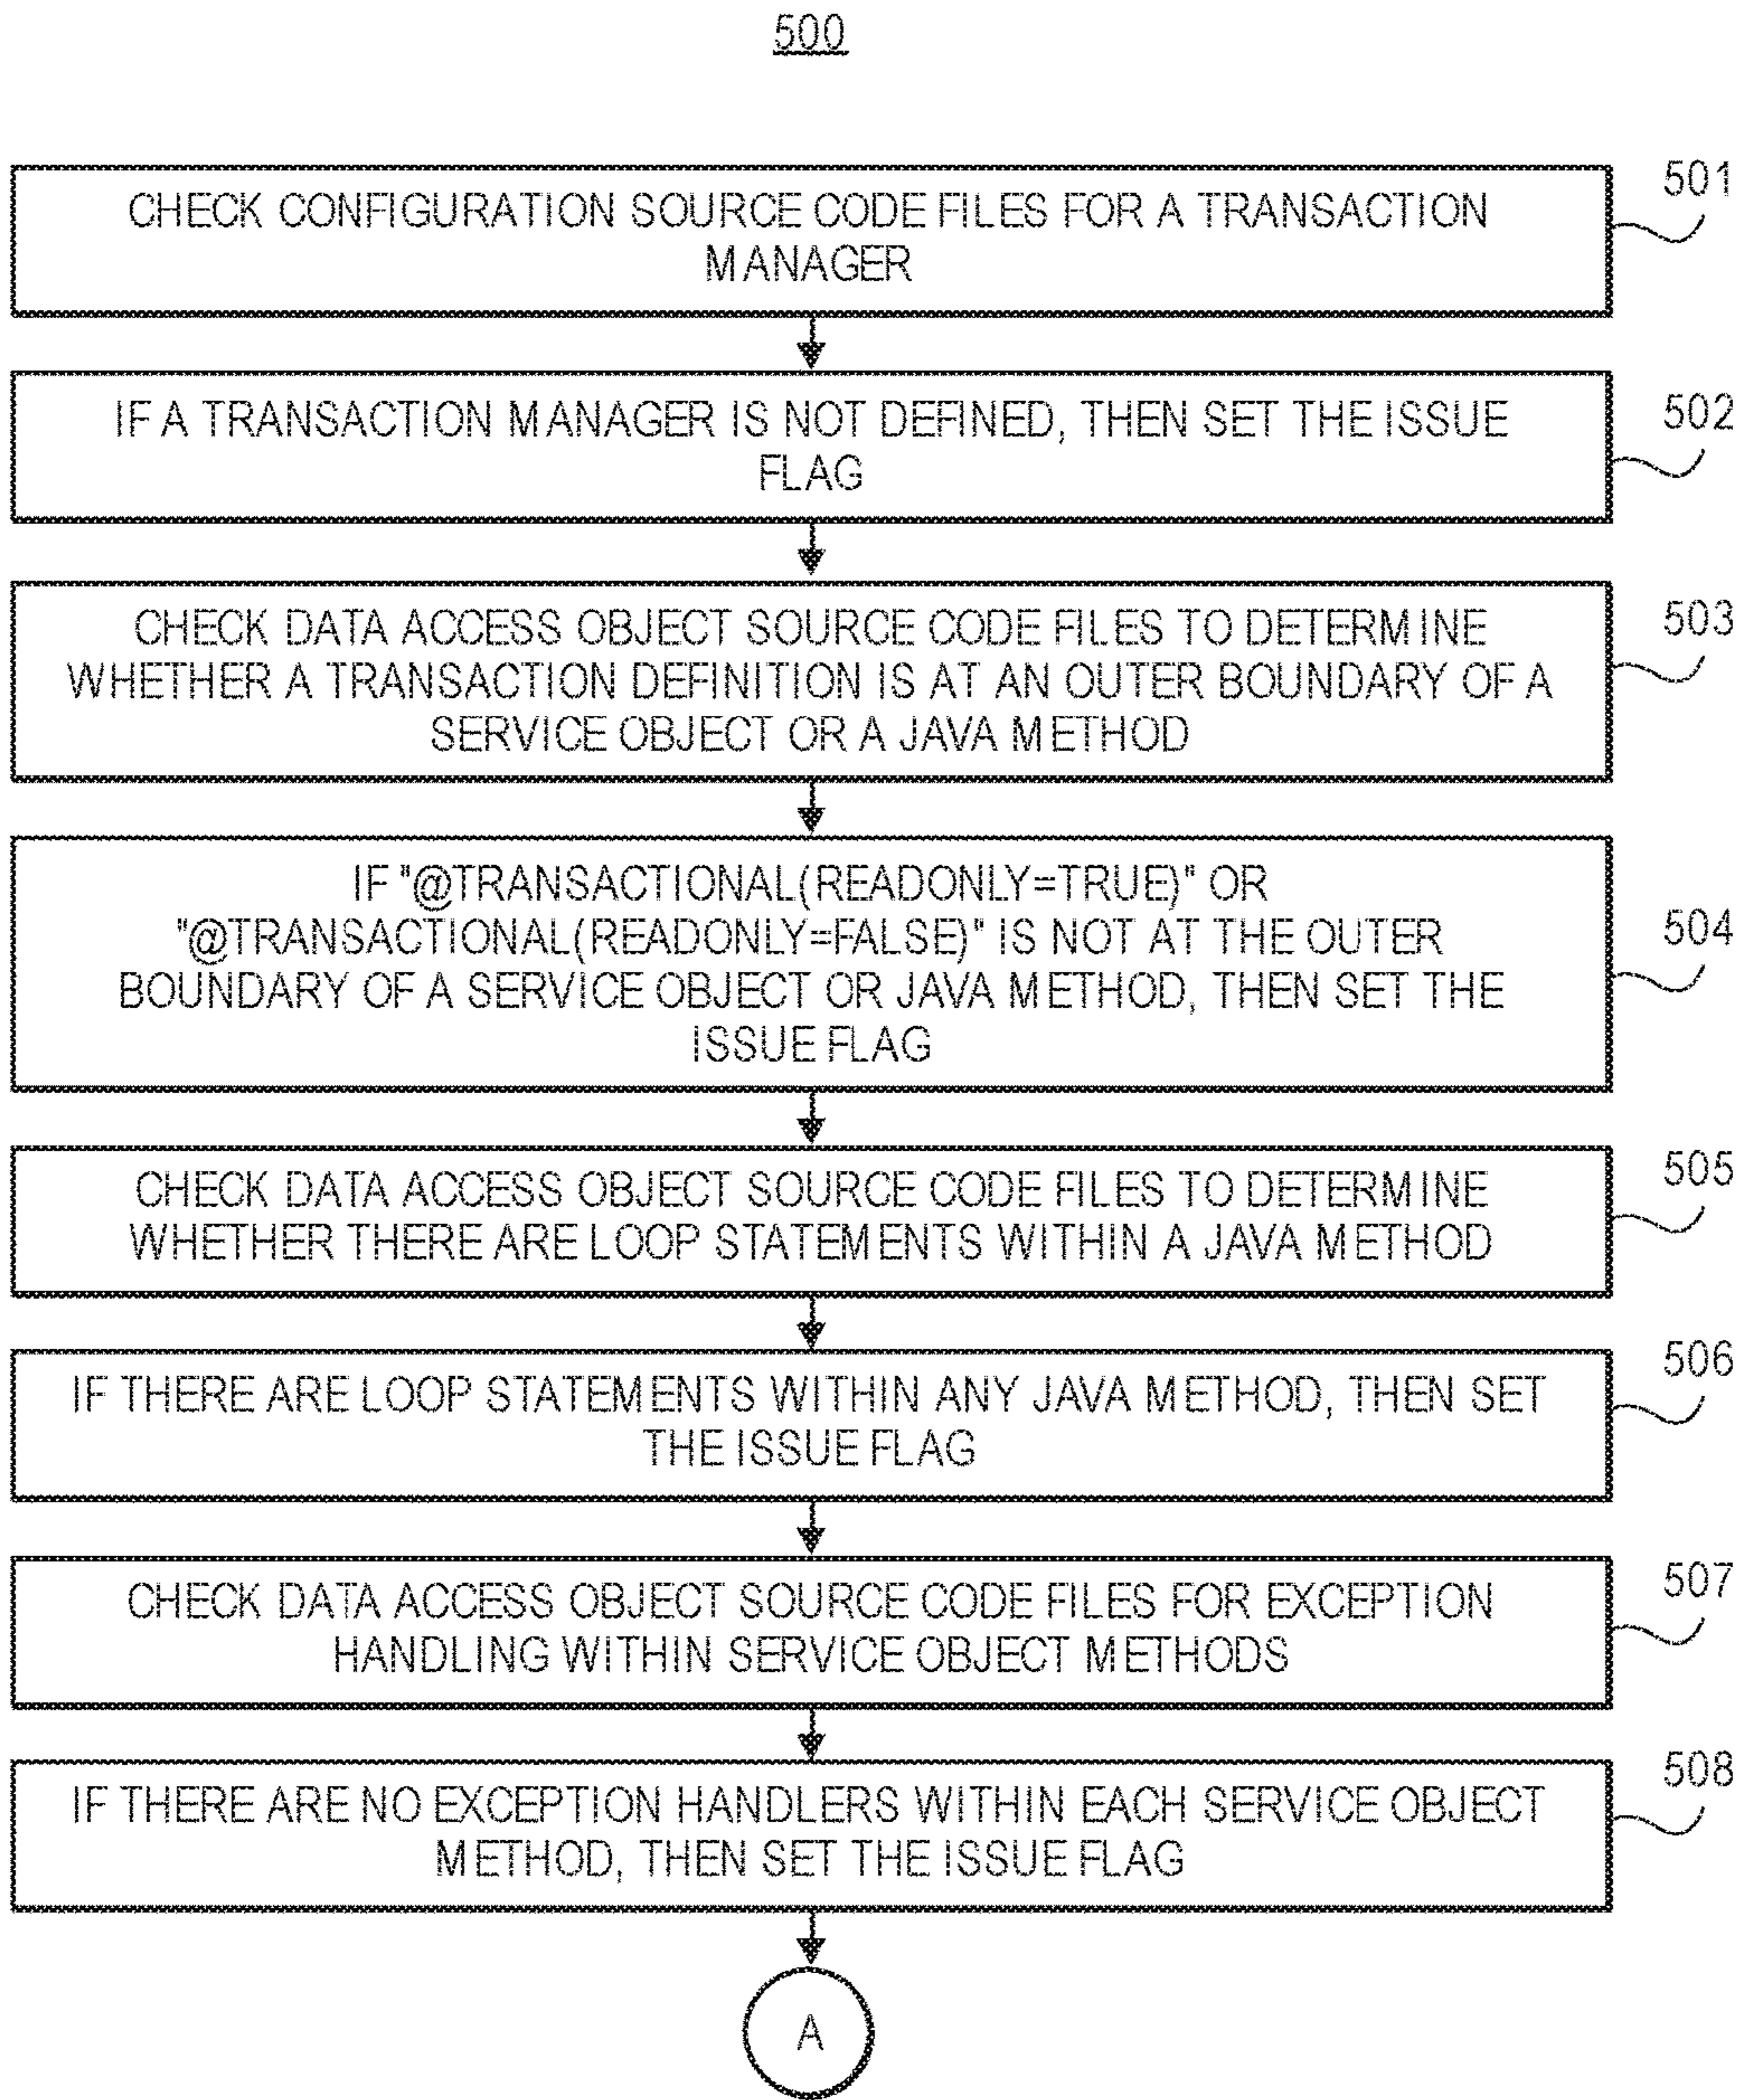 500
501
CHECK CONFIGURATION SOURCE CODE FILES FOR A TRANSACTION
MANAGER
502
IF A TRANSACTION MANAGER IS NOT DEFINED, THEN SET THE ISSUE
FLAG
503
CHECK DATA ACCESS OBJECT SOURCE CODE FILES TO DETERMINE
WHETHER A TRANSACTION DEFINITION IS AT AN OUTER BOUNDARY OF A
SERVICE OBJECT OR A JAVA METHOD
504
IF "@TRANSACTIONAL(READONLY=TRUE)" OR
"@TRANSACTIONAL(READONLY=FALSE)" IS NOT AT THE OUTER
BOUNDARY OF A SERVICE OBJECT OR JAVA METHOD, THEN SET THE
ISSUE FLAG
505
CHECK DATA ACCESS OBJECT SOURCE CODE FILES TO DETERMINE
WHETHER THERE ARE LOOP STATEMENTS WITHIN A JAVA METHOD
506
IF THERE ARE LOOP STATEMENTS WITHIN ANY JAVA METHOD, THEN SET
THE ISSUE FLAG
507
CHECK DATA ACCESS OBJECT SOURCE CODE FILES FOR EXCEPTION
HANDLING WITHIN SERVICE OBJECT METHODS
508
IF THERE ARE NO EXCEPTION HANDLERS WITHIN EACH SERVICE OBJECT
METHOD, THEN SET THE ISSUE FLAG
A